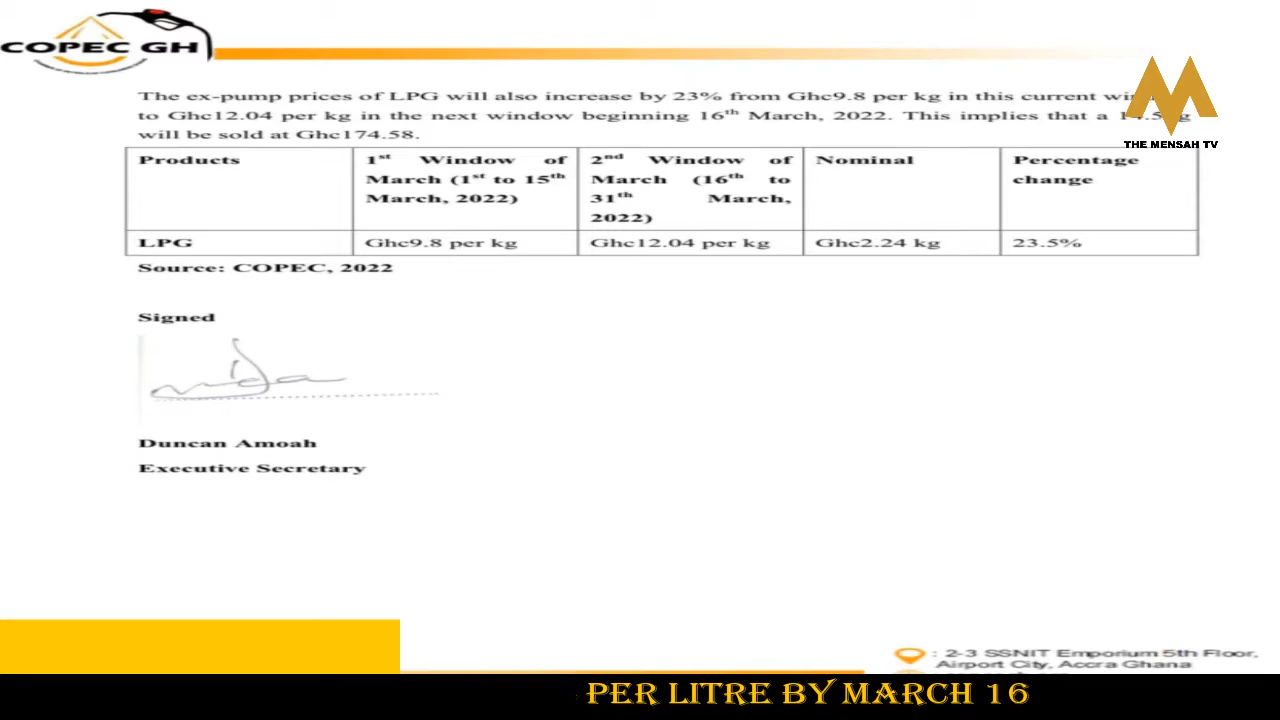 COPEC GH
The ex-pump prices of LPG will also increase by 23% from Ghc9.8 per kg in this current
to Ghc12.04 per kg in the next window beginning 16th March, 2022. This implies that a
will be sold at Ghc174.58.
THE MENSAH TV
Products
1st Window of
March (1st to 15th
March, 2022)
2nd Window of
March (16th to
31th March,
2022)
Nominal
Percentage
change
LPG
Ghc9.8 per kg
Ghc12.04 per kg
Ghc2.24 kg
23.5%
Source: COPEC, 2022
Signed
Duncan Amoah
Executive Secretary
: 2-3 SSNIT Emporium 5th Floor,
Airport City, Accra Ghana
PER LITRE BY MARCH 16